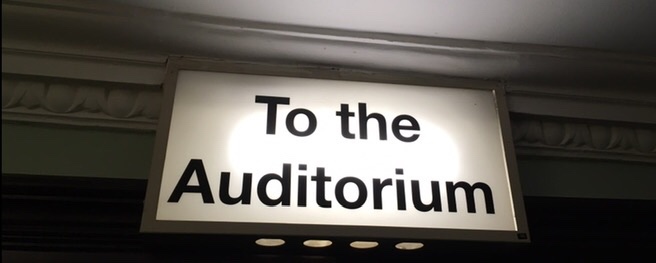 To the
Auditorium